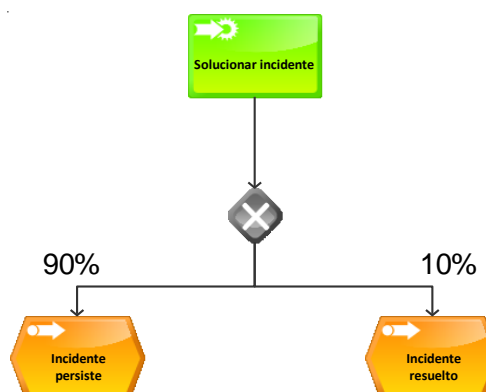 Solucionar incidente
90%
10%
Incidente
persiste
Incidente
resuelto